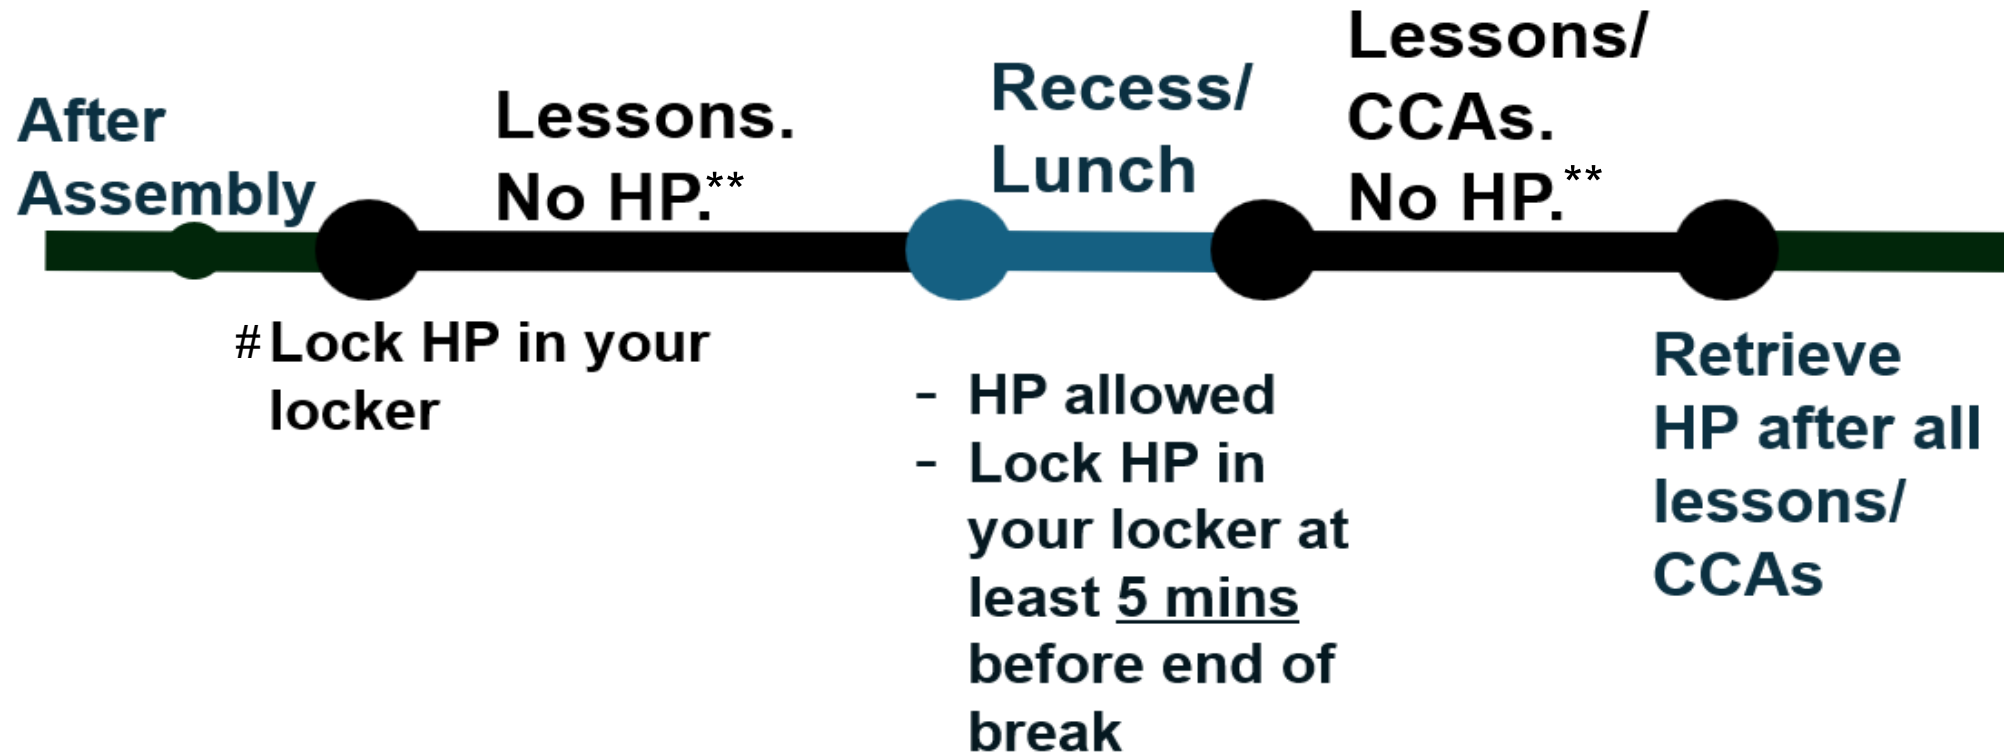 After
Assembly
Lessons.
No HP.**
Recess/
Lunch
Lessons/
CCAs.
No HP.**
#Lock HP in your
locker
- HP allowed
- Lock HP in
your locker at
least 5 mins
before end of
break
Retrieve
HP after all
lessons/
CCAs